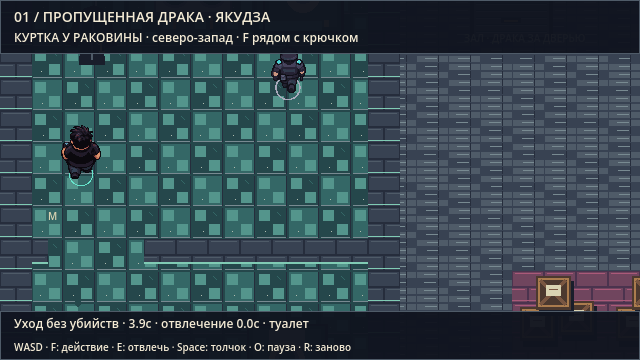 01 / ПРОПУЩЕННАЯ ДРАКА · ЯКУДЗА
КУРТКА У РАКОВИНЫ · северо-запад · F рядом с крючком
М
Уход без убийств · 3.9с · отвлечение 0.0с · туалет
WASD · F: действие · E: отвлечь · Space: толчок · O: пауза · R: заново